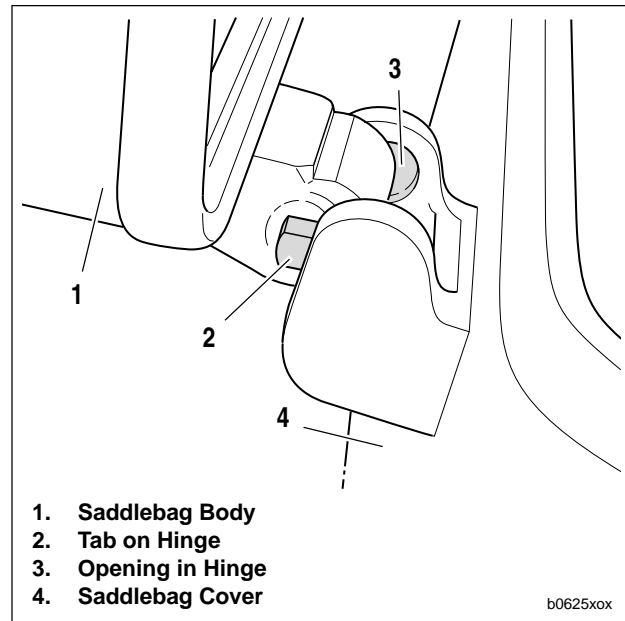 3
1
2
4
1. Saddlebag Body
2. Tab on Hinge
3. Opening in Hinge
4. Saddlebag Cover
b0625xox